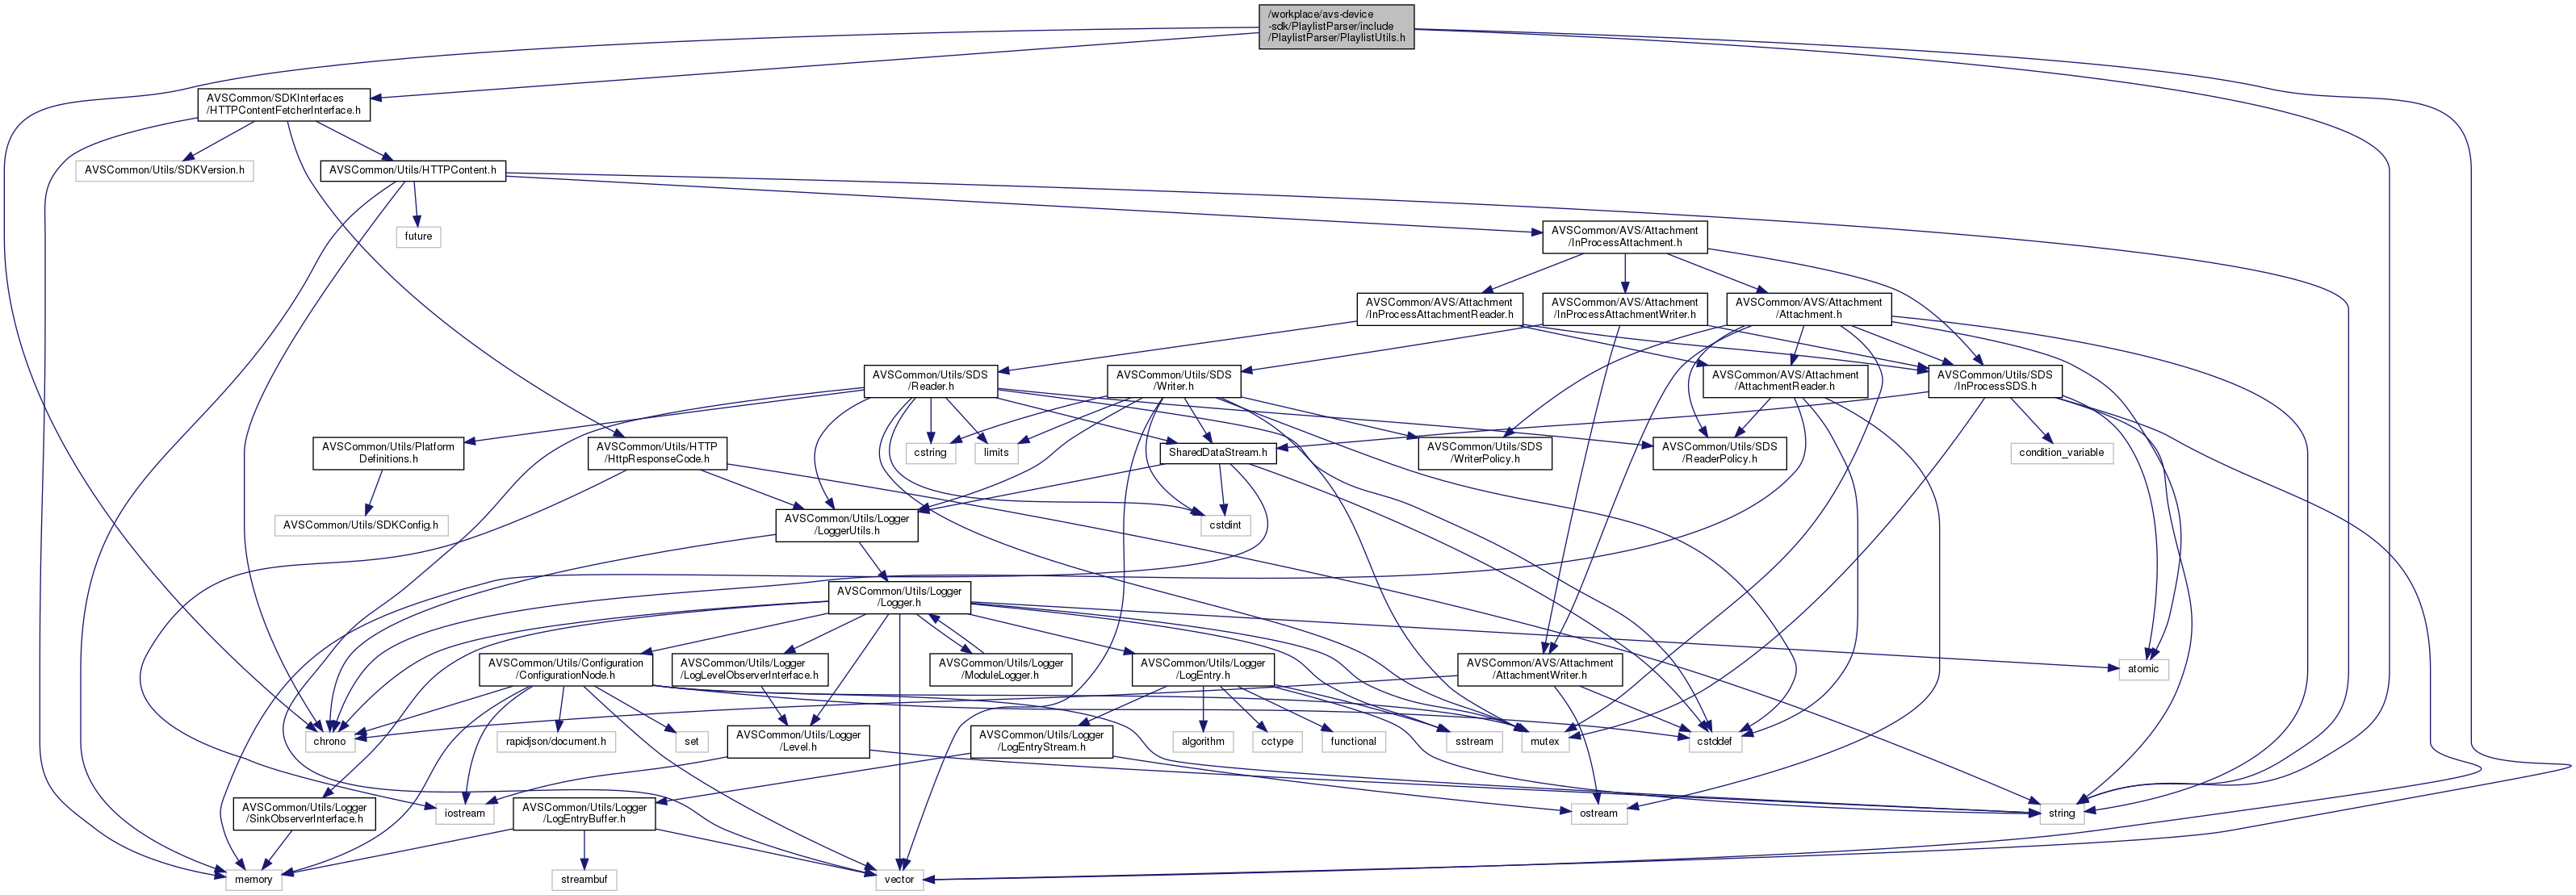 /workplace/avs-device
-sdk/PlaylistParser/include
/PlaylistParser/PlaylistUtils.h
AVSCommon/SDKInterfaces
/HTTPContentFetcherInterface.h
AVSCommon/Utils/SDKVersion.h
AVSCommon/Utils/HTTPContent.h
future
AVSCommon/AVS/Attachment
/InProcessAttachment.h
AVSCommon/AVS/Attachment
/InProcessAttachmentReader.h
AVSCommon/AVS/Attachment
/InProcessAttachmentWriter.h
AVSCommon/AVS/Attachment
/Attachment.h
AVSCommon/Utils/SDS
/Reader.h
AVSCommon/Utils/SDS
/Writer.h
AVSCommon/AVS/Attachment
/AttachmentReader.h
AVSCommon/Utils/SDS
/InProcessSDS.h
AVSCommon/Utils/Platform
Definitions.h
AVSCommon/Utils/HTTP
/HttpResponseCode.h
cstring
limits
SharedDataStream.h
AVSCommon/Utils/SDS
/WriterPolicy.h
AVSCommon/Utils/SDS
/ReaderPolicy.h
condition_variable
AVSCommon/Utils/SDKConfig.h
AVSCommon/Utils/Logger
/LoggerUtils.h
cstdint
AVSCommon/Utils/Logger
/Logger.h
AVSCommon/Utils/Configuration
/ConfigurationNode.h
AVSCommon/Utils/Logger
/LogLevelObserverInterface.h
AVSCommon/Utils/Logger
/ModuleLogger.h
AVSCommon/Utils/Logger
/LogEntry.h
AVSCommon/AVS/Attachment
/AttachmentWriter.h
atomic
chrono
rapidjson/document.h
set
AVSCommon/Utils/Logger
/Level.h
AVSCommon/Utils/Logger
/LogEntryStream.h
algorithm
cctype
functional
sstream
mutex
cstddef
AVSCommon/Utils/Logger
/SinkObserverInterface.h
iostream
AVSCommon/Utils/Logger
/LogEntryBuffer.h
ostream
string
memory
streambuf
vector